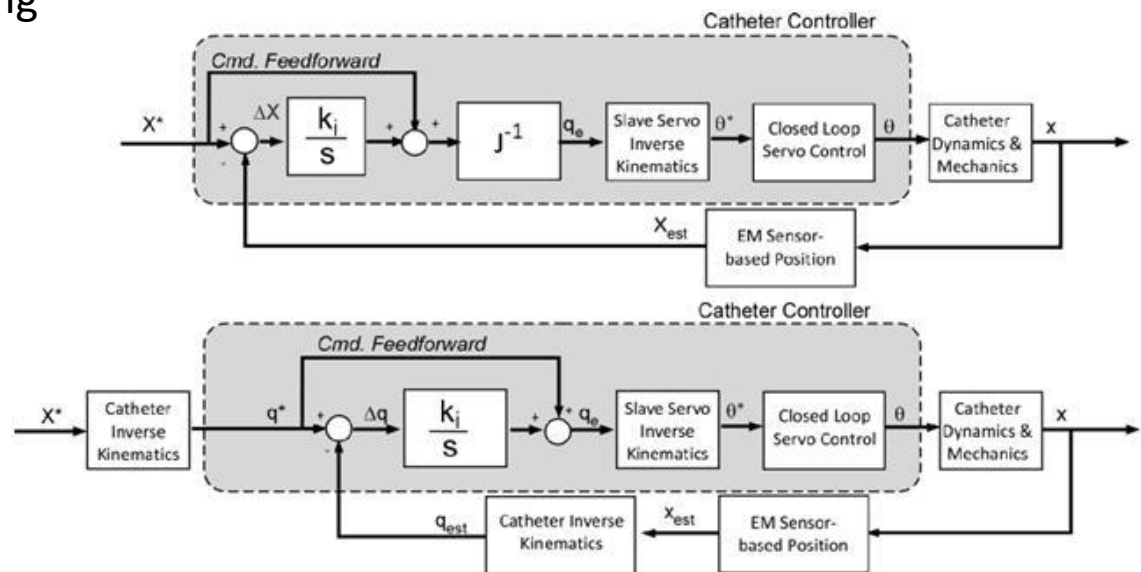 ig
Catheter Controller
Cmd. Feedforward
X*
+
-
ΔX
k_i
s
+
+
J⁻¹
q_e
Slave Servo
Inverse
Kinematics
θ*
Closed Loop
Servo Control
θ
Catheter
Dynamics &
Mechanics
x
X_est
EM Sensor-
based Position
Catheter Controller
Cmd. Feedforward
X*
Catheter
Inverse
Kinematics
q*
+
-
Δq
k_i
s
+
+
q_e
Slave Servo
Inverse
Kinematics
θ*
Closed Loop
Servo Control
θ
Catheter
Dynamics &
Mechanics
x
q_est
Catheter Inverse
Kinematics
x_est
EM Sensor-
based Position